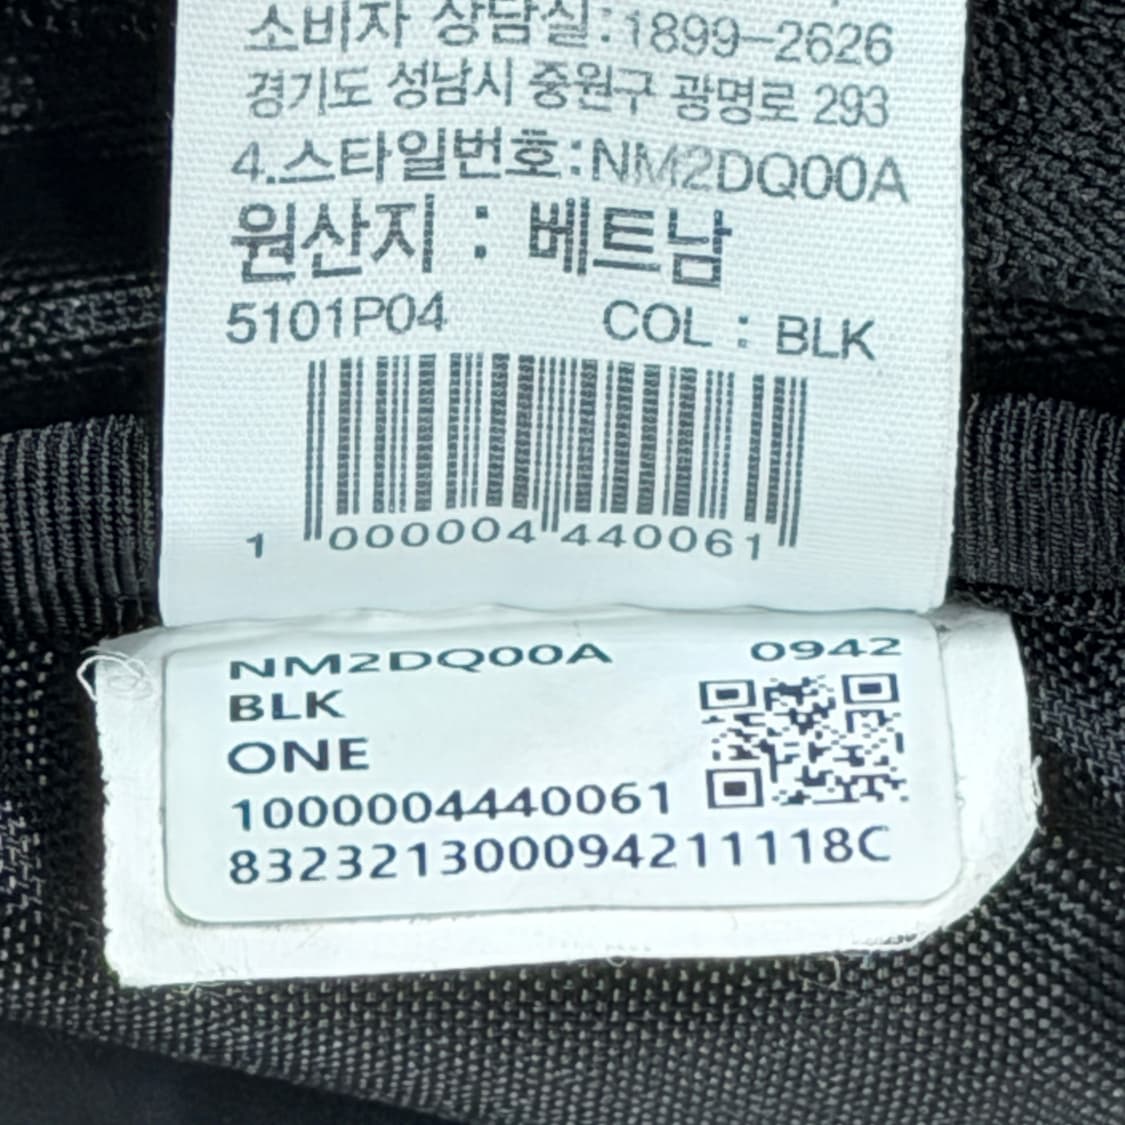 소비자 상담실:1899-2626
경기도 성남시 중원구 광명로 293
4.스타일번호:NM2DQ00A
원산지 : 베트남
5101P04 COL : BLK
1 000004 440061
NM2DQ00A 0942
BLK
ONE
1000004440061
83232130009421 1118C